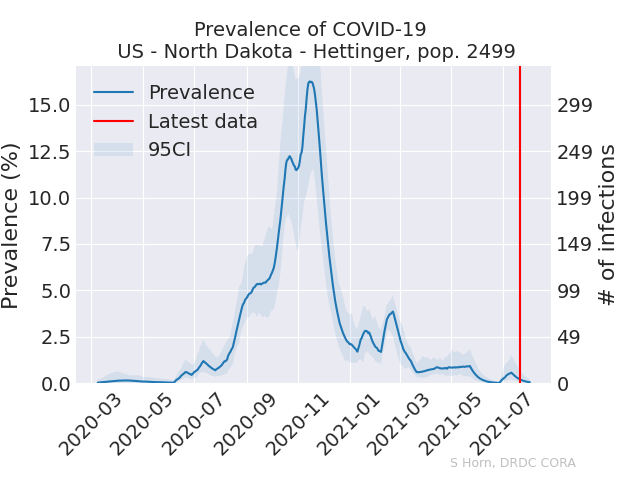 Prevalence of COVID-19
US - North Dakota - Hettinger, pop. 2499
Prevalence
Latest data
95CI
Prevalence (%)
15.0
12.5
10.0
7.5
5.0
2.5
0.0
# of infections
299
249
199
149
99
49
0
2020-03
2020-05
2020-07
2020-09
2020-11
2021-01
2021-03
2021-05
2021-07
S Horn, DRDC CORA